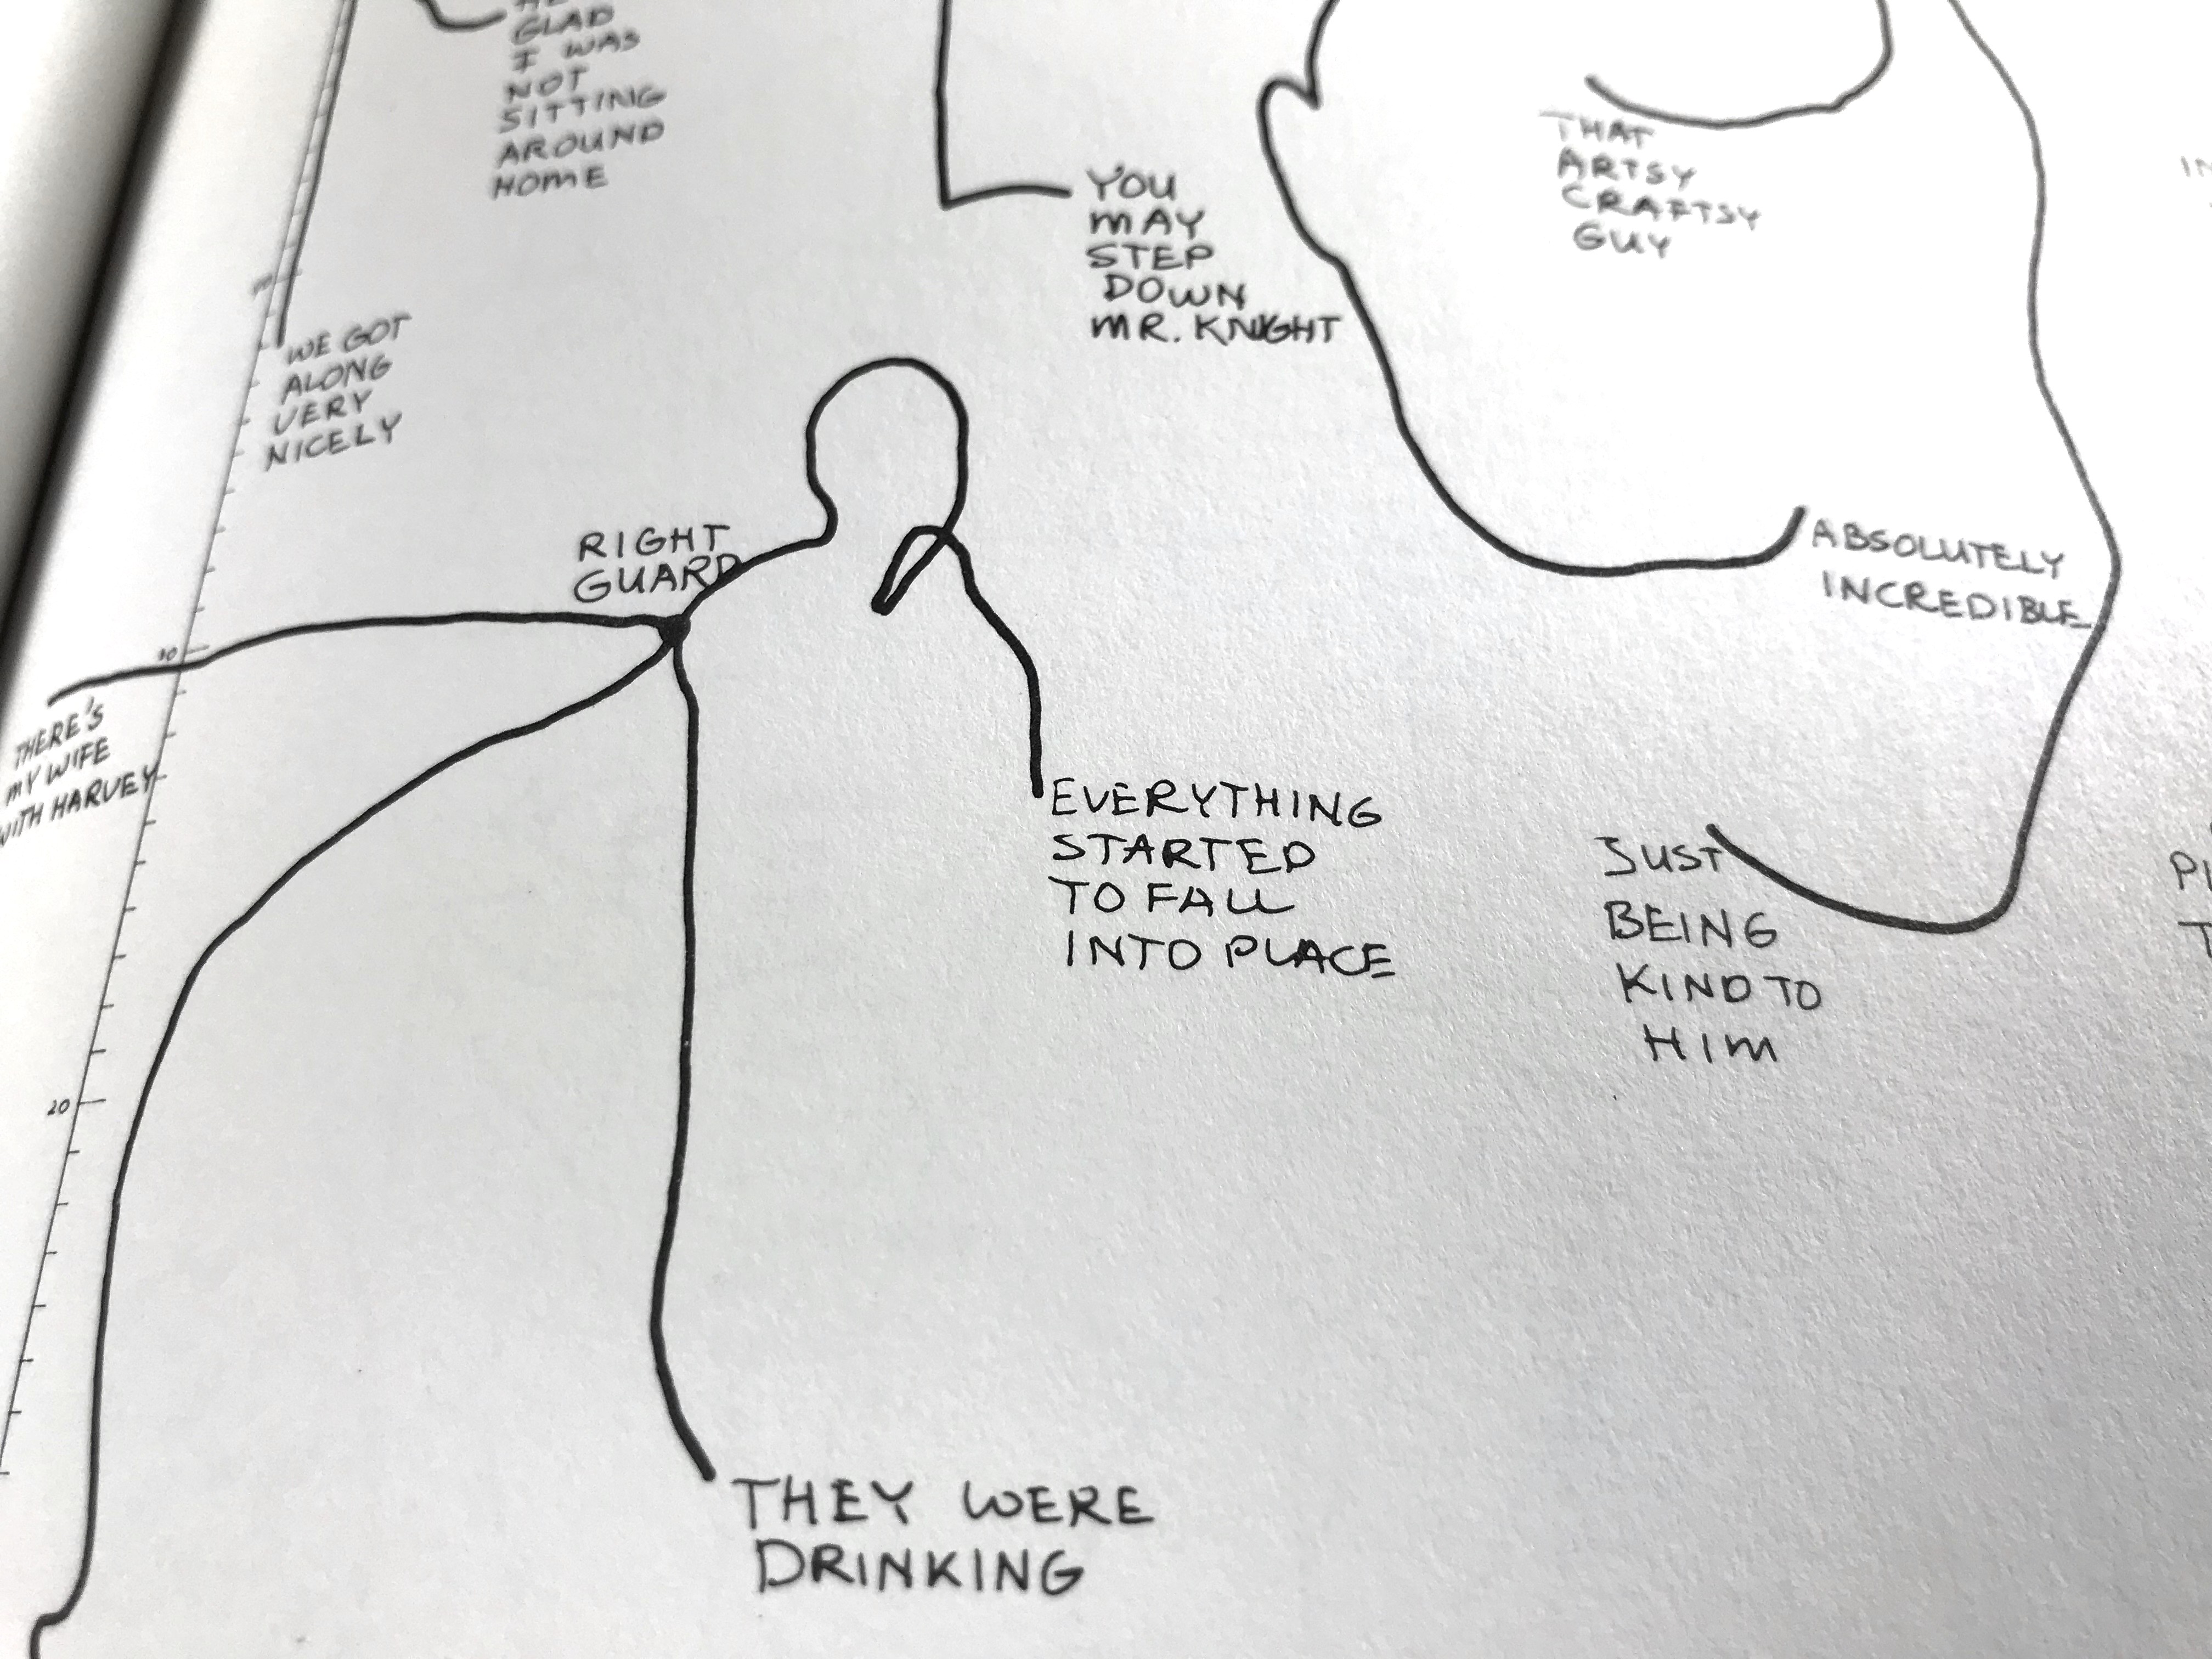 GLAD
I WAS
NOT
SITTING
AROUND
HOME
YOU
MAY
STEP
DOWN
MR. KNIGHT
THAT
ARTSY
CRAFTSY
GUY
WE GOT
ALONG
VERY
NICELY
RIGHT
GUARD
ABSOLUTELY
INCREDIBLE
10
THERE'S
MY WIFE
WITH HARVEY
EVERYTHING
STARTED
TO FALL
INTO PLACE
JUST
BEING
KIND TO
HIM
20
THEY WERE
DRINKING